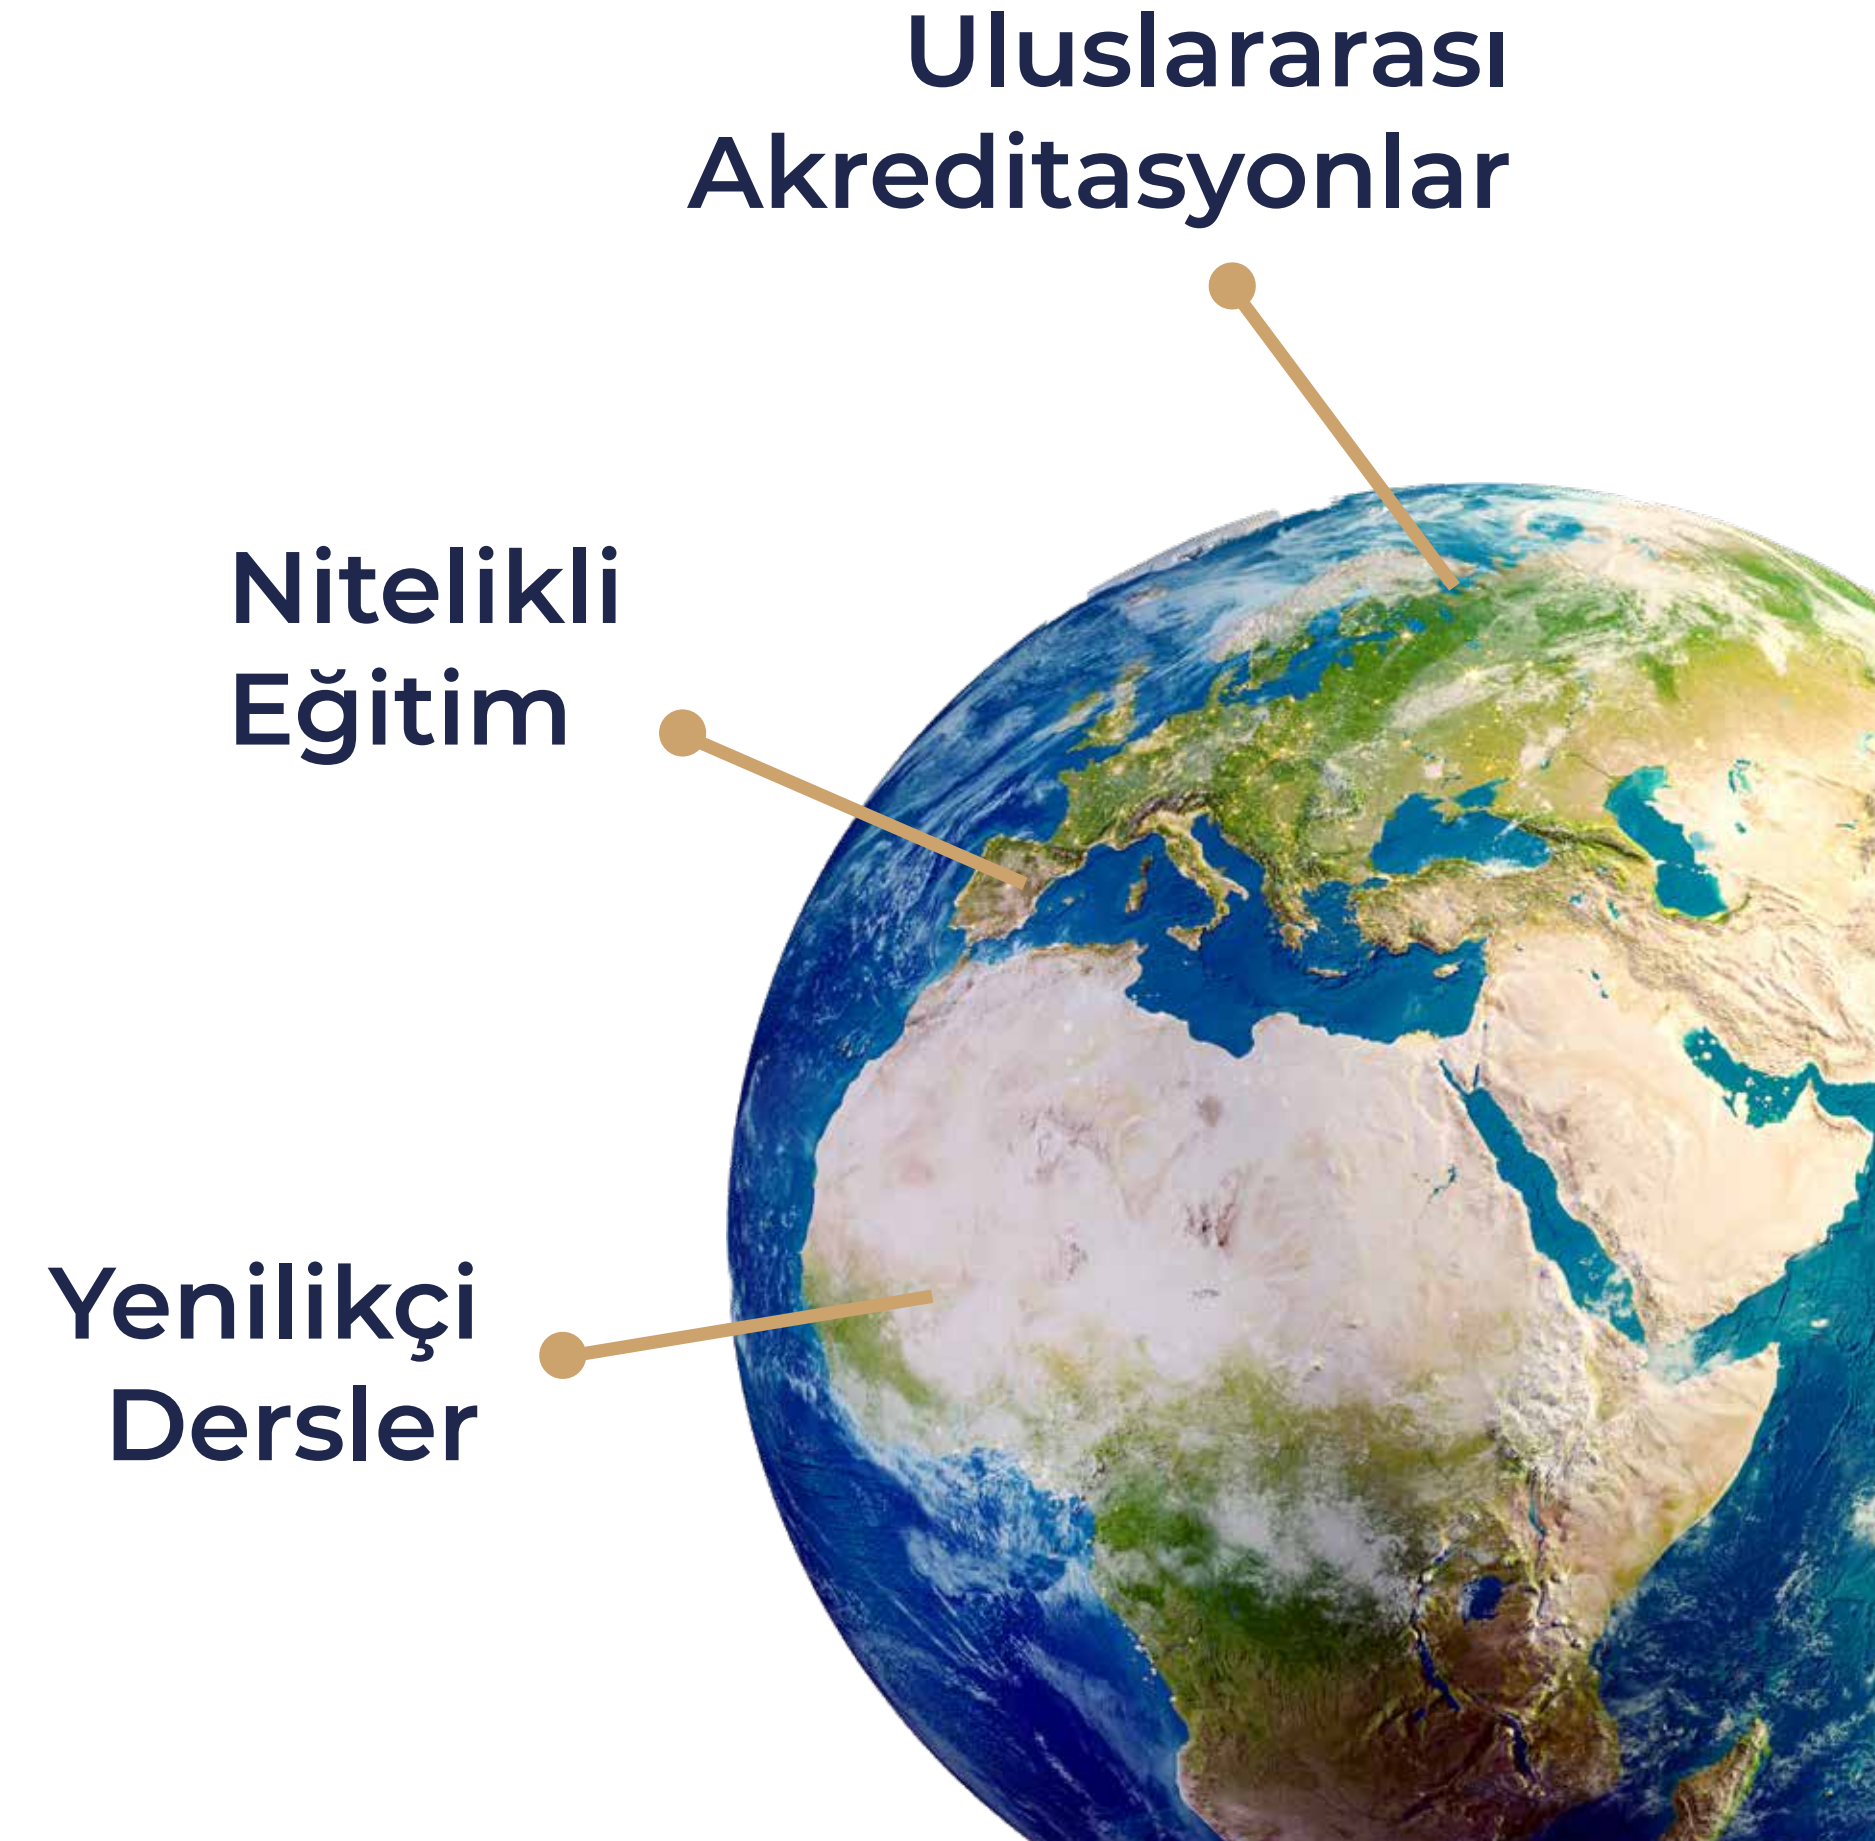 Uluslararası
Akreditasyonlar
Nitelikli
Eğitim
Yenilikçi
Dersler